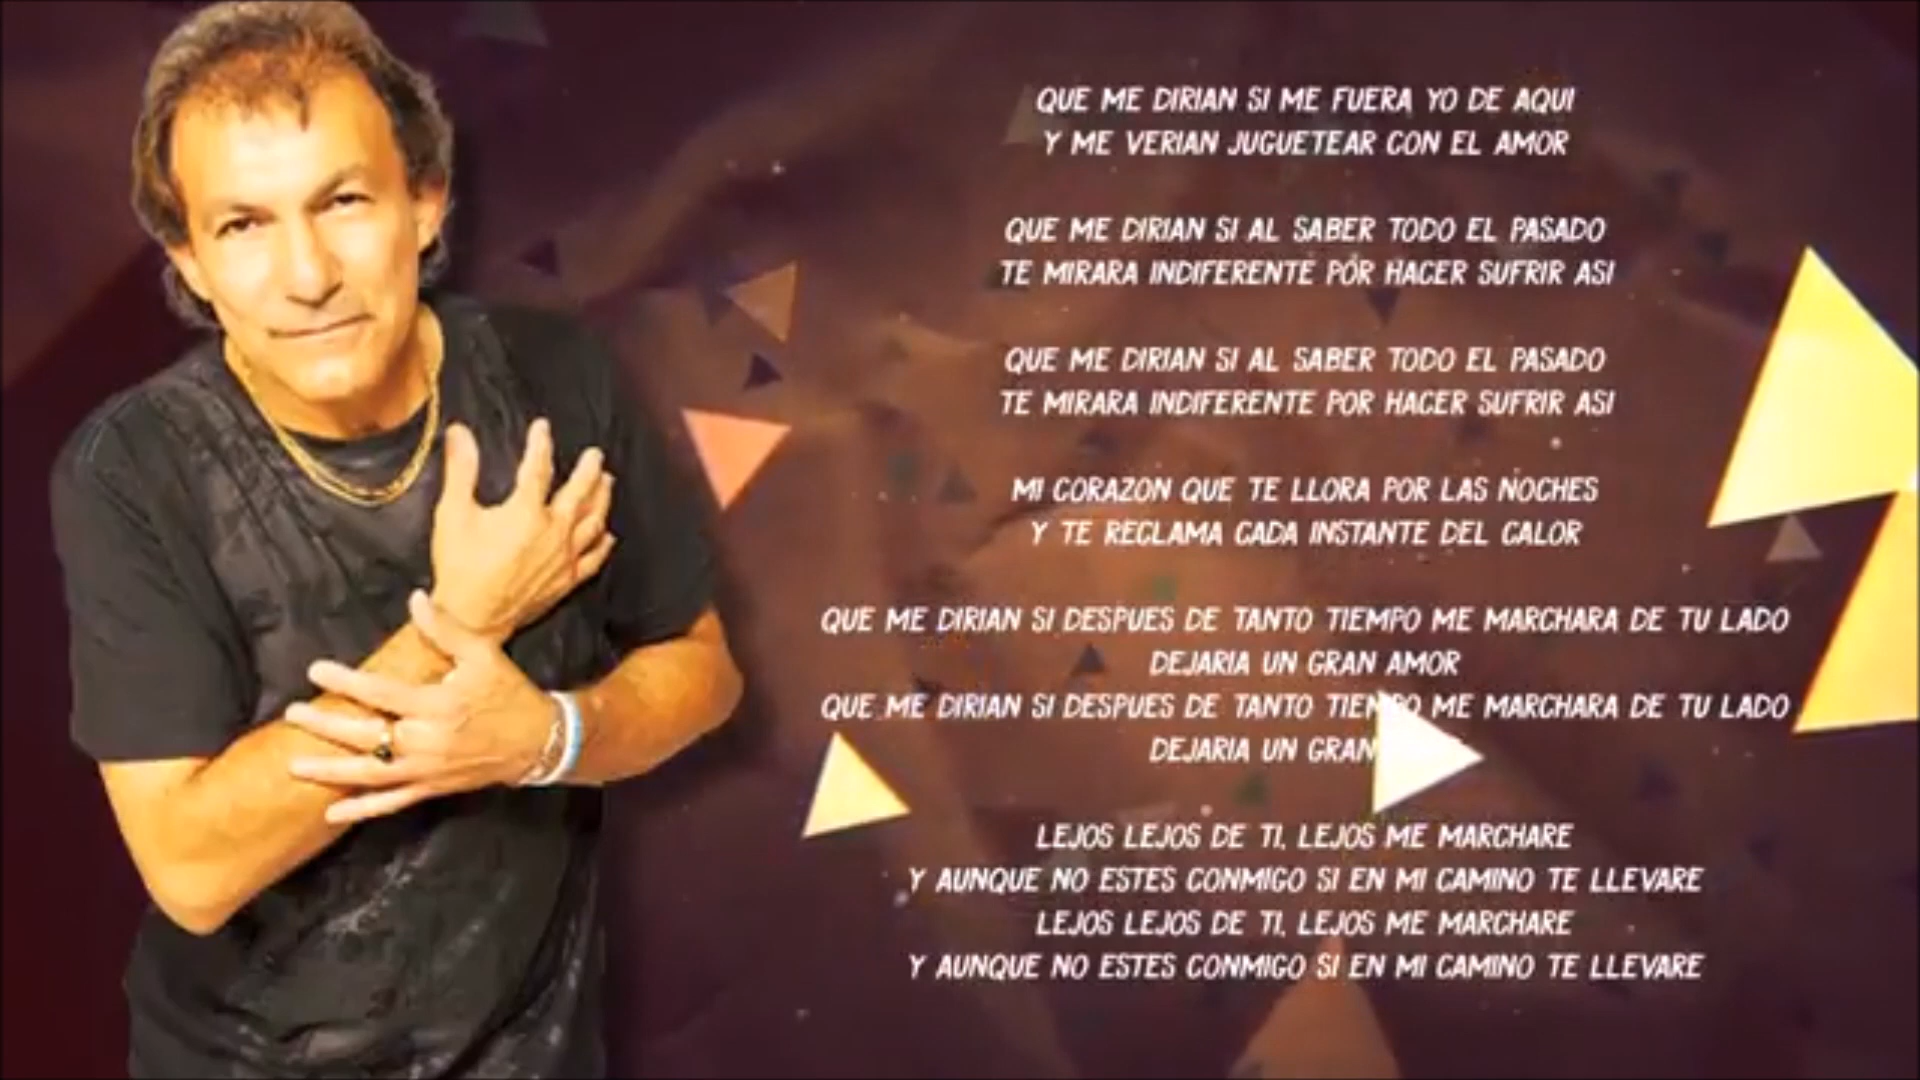 QUE ME DIRIAN SI ME FUERA YO DE AQUI
Y ME VERIAN JUGUETEAR CON EL AMOR
QUE ME DIRIAN SI AL SABER TODO EL PASADO
TE MIRARA INDIFERENTE POR HACER SUFRIR ASI
QUE ME DIRIAN SI AL SABER TODO EL PASADO
TE MIRARA INDIFERENTE POR HACER SUFRIR ASI
MI CORAZON QUE TE LLORA POR LAS NOCHES
Y TE RECLAMA CADA INSTANTE DEL CALOR
QUE ME DIRIAN SI DESPUES DE TANTO TIEMPO ME MARCHARA DE TU LADO
DEJARIA UN GRAN AMOR
QUE ME DIRIAN SI DESPUES DE TANTO TIEMPO ME MARCHARA DE TU LADO
DEJARIA UN GRAN
LEJOS LEJOS DE TI, LEJOS ME MARCHARE
Y AUNQUE NO ESTES CONMIGO SI EN MI CAMINO TE LLEVARE
LEJOS LEJOS DE TI, LEJOS ME MARCHARE
Y AUNQUE NO ESTES CONMIGO SI EN MI CAMINO TE LLEVARE